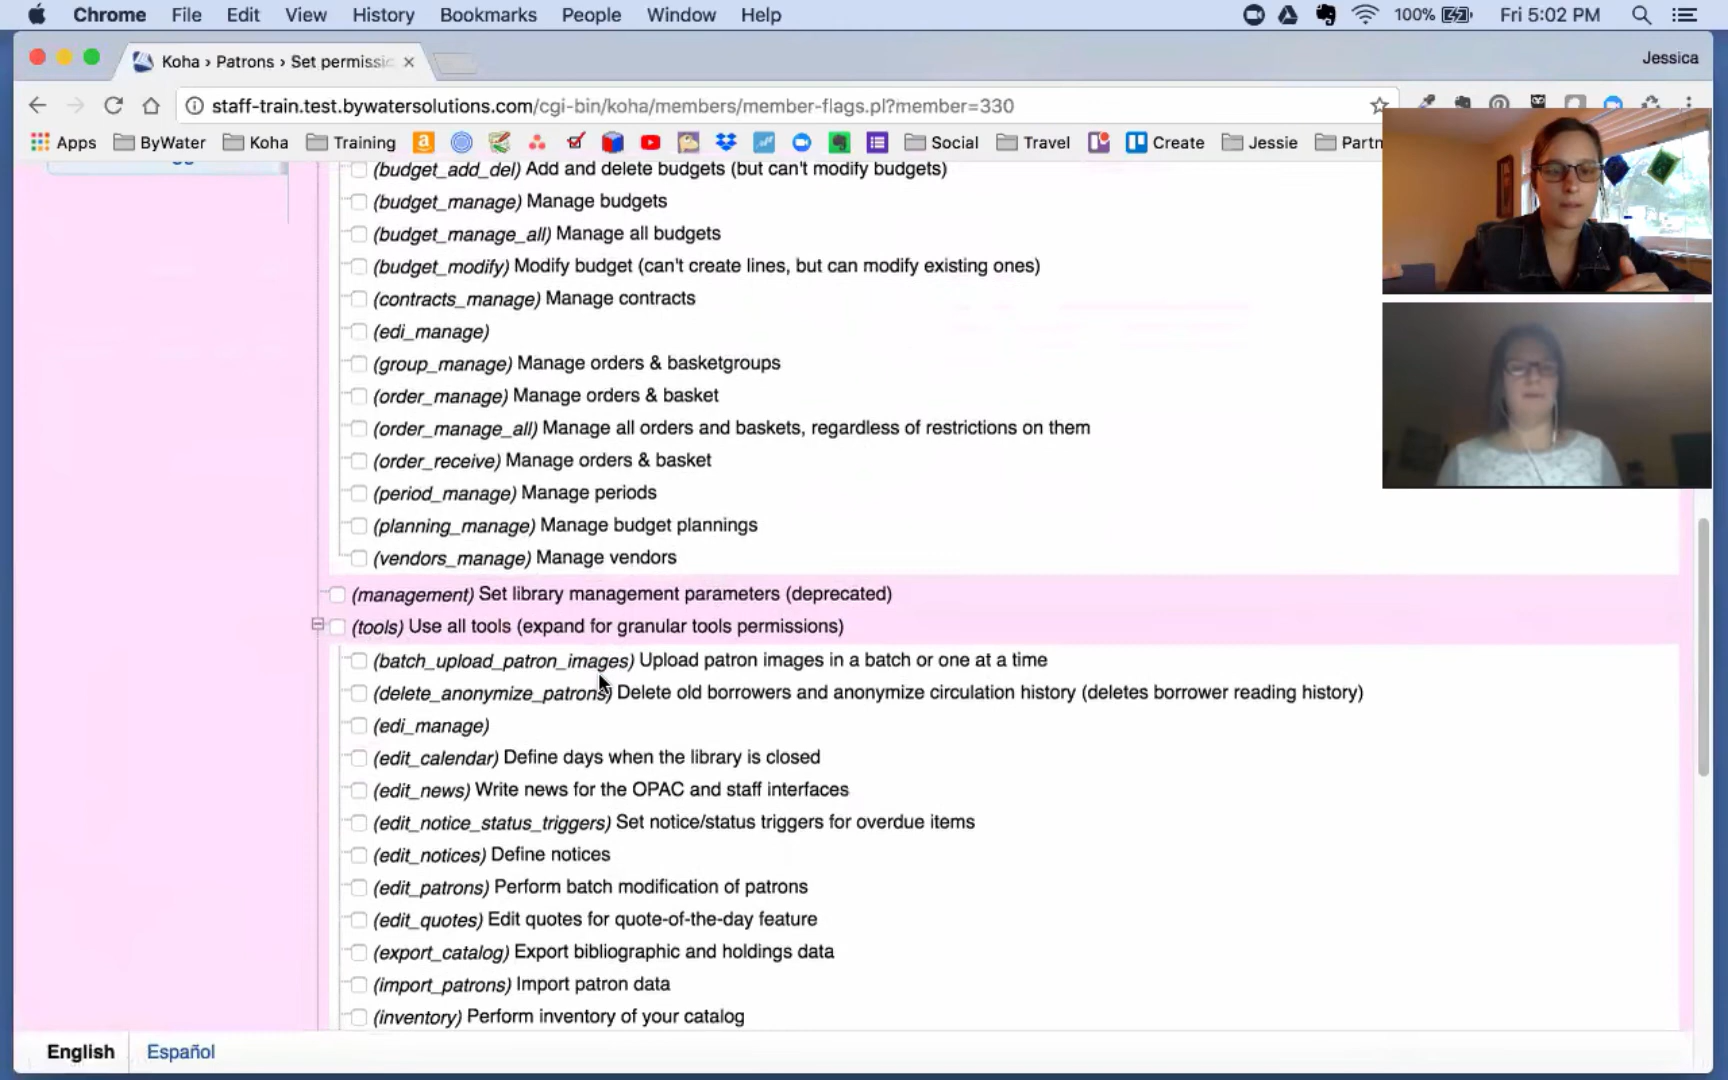 Chrome File Edit View History Bookmarks People Window Help 100% Fri 5:02 PM
Koha › Patrons › Set permissic Jessica
staff-train.test.bywatersolutions.com/cgi-bin/koha/members/member-flags.pl?member=330
Apps ByWater Koha Training Social Travel Create Jessie Partn
(budget_add_del) Add and delete budgets (but can't modify budgets)
(budget_manage) Manage budgets
(budget_manage_all) Manage all budgets
(budget_modify) Modify budget (can't create lines, but can modify existing ones)
(contracts_manage) Manage contracts
(edi_manage)
(group_manage) Manage orders & basketgroups
(order_manage) Manage orders & basket
(order_manage_all) Manage all orders and baskets, regardless of restrictions on them
(order_receive) Manage orders & basket
(period_manage) Manage periods
(planning_manage) Manage budget plannings
(vendors_manage) Manage vendors
(management) Set library management parameters (deprecated)
(tools) Use all tools (expand for granular tools permissions)
(batch_upload_patron_images) Upload patron images in a batch or one at a time
(delete_anonymize_patrons) Delete old borrowers and anonymize circulation history (deletes borrower reading history)
(edi_manage)
(edit_calendar) Define days when the library is closed
(edit_news) Write news for the OPAC and staff interfaces
(edit_notice_status_triggers) Set notice/status triggers for overdue items
(edit_notices) Define notices
(edit_patrons) Perform batch modification of patrons
(edit_quotes) Edit quotes for quote-of-the-day feature
(export_catalog) Export bibliographic and holdings data
(import_patrons) Import patron data
(inventory) Perform inventory of your catalog
English Español